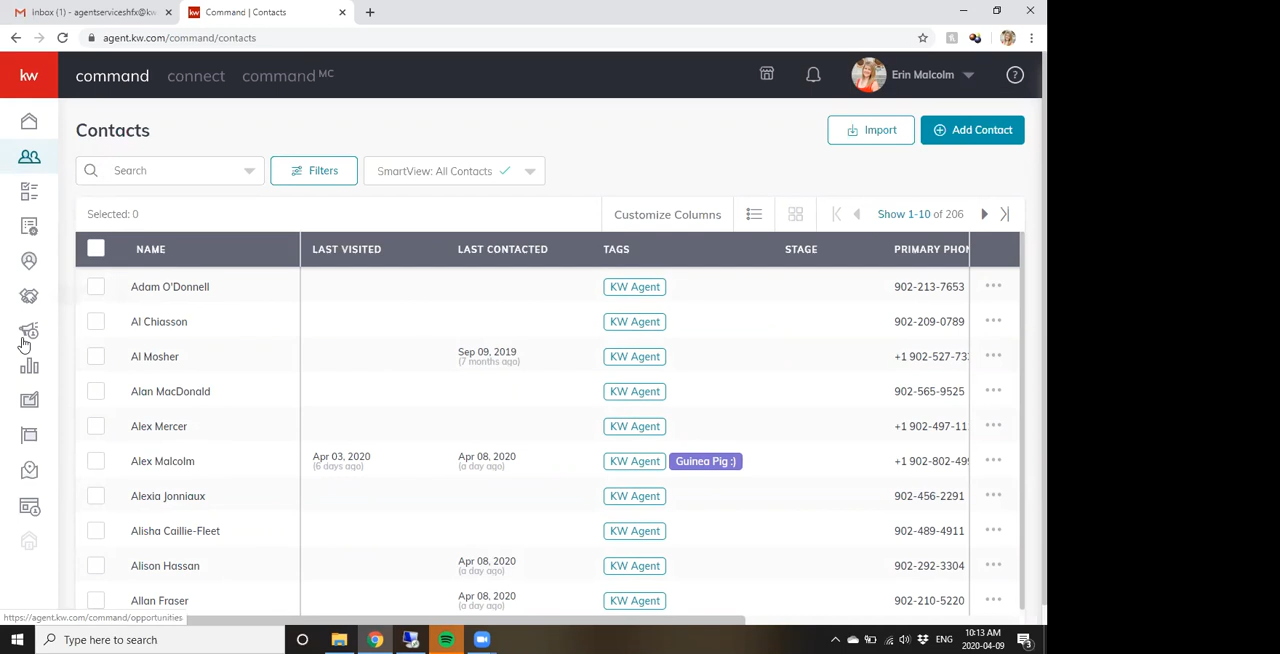 inbox (1) - agentserviceshfx@kw
Command | Contacts
agent.kw.com/command/contacts
kw
command connect command MC
Erin Malcolm
Contacts
Import
Add Contact
Search
Filters
SmartView: All Contacts
Selected: 0
Customize Columns
Show 1-10 of 206
NAME LAST VISITED LAST CONTACTED TAGS STAGE PRIMARY PHON
Adam O'Donnell KW Agent 902-213-7653
Al Chiasson KW Agent 902-209-0789
Al Mosher Sep 09, 2019 KW Agent +1 902-527-73
(7 months ago)
Alan MacDonald KW Agent 902-565-9525
Alex Mercer KW Agent +1 902-497-11
Alex Malcolm Apr 03, 2020 Apr 08, 2020 KW Agent Guinea Pig :) +1 902-802-49
(6 days ago) (a day ago)
Alexia Jonniaux KW Agent 902-456-2291
Alisha Caillie-Fleet KW Agent 902-489-4911
Alison Hassan Apr 08, 2020 KW Agent 902-292-3304
(a day ago)
Allan Fraser Apr 08, 2020 KW Agent 902-210-5220
(a day ago)
https://agent.kw.com/command/opportunities
Type here to search
ENG
10:13 AM
2020-04-09
3